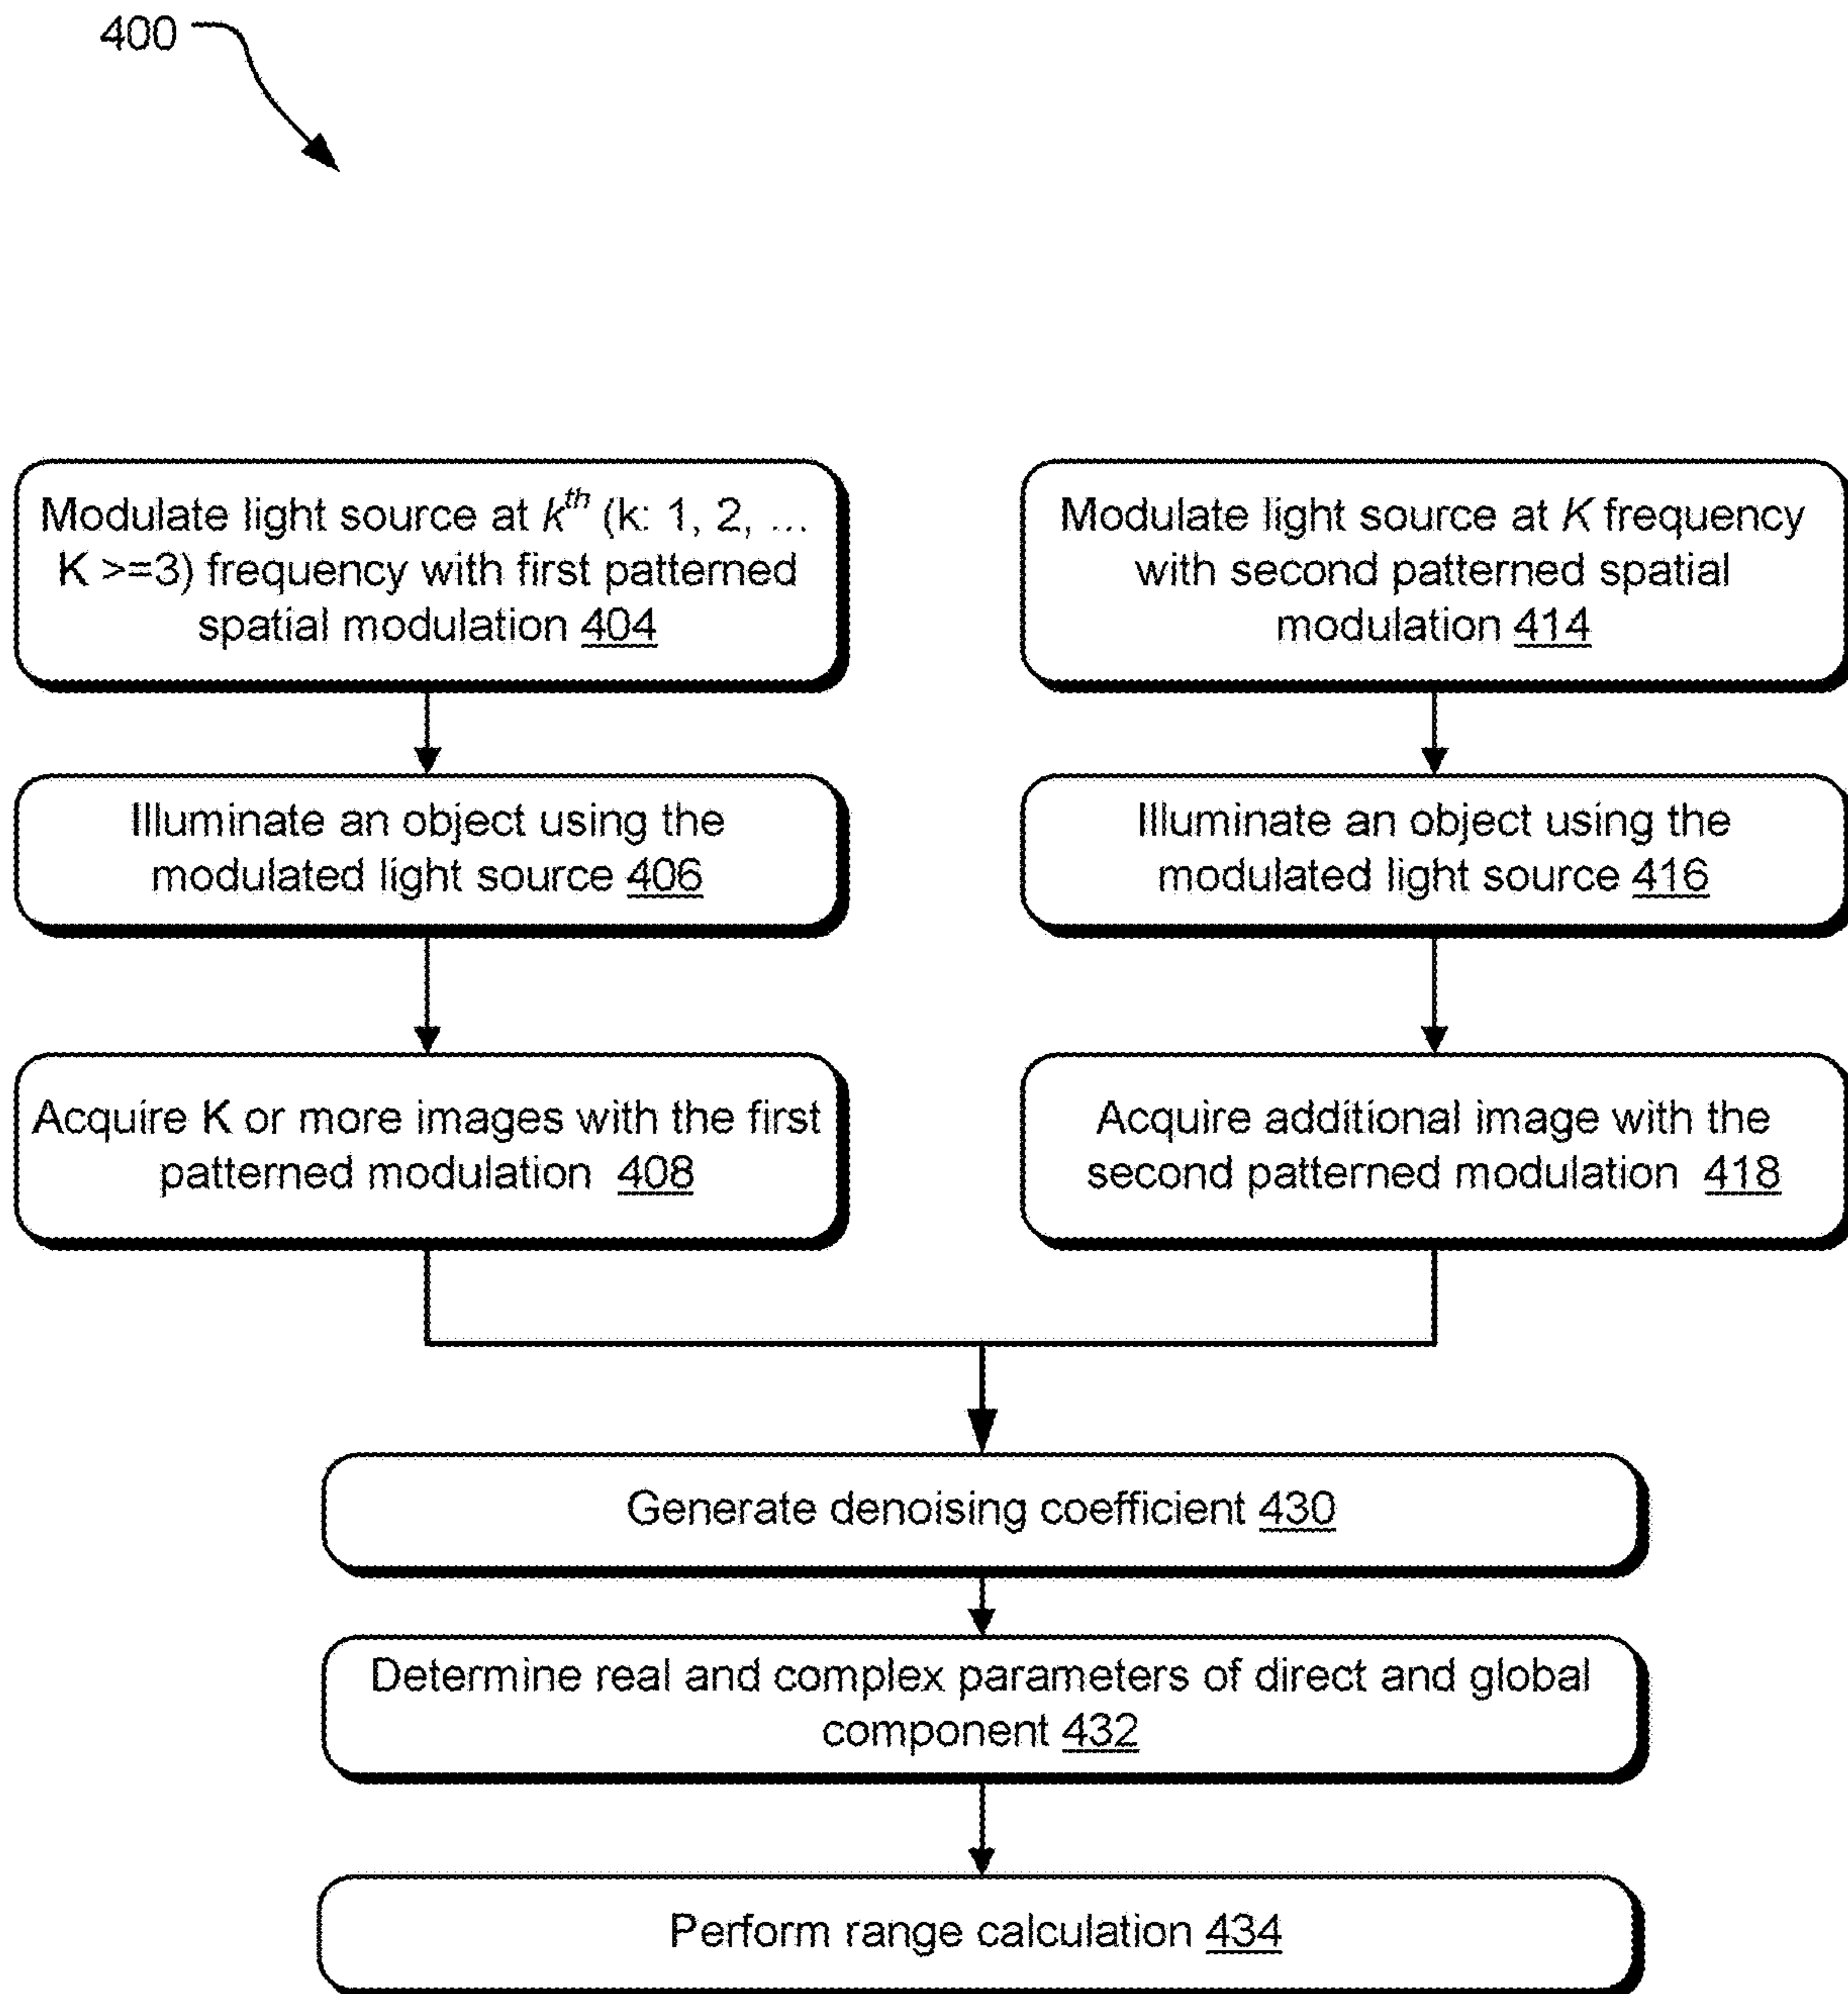 400
Modulate light source at kth (k: 1, 2, ...
K >=3) frequency with first patterned
spatial modulation 404
Modulate light source at K frequency
with second patterned spatial
modulation 414
Illuminate an object using the
modulated light source 406
Illuminate an object using the
modulated light source 416
Acquire K or more images with the first
patterned modulation 408
Acquire additional image with the
second patterned modulation 418
Generate denoising coefficient 430
Determine real and complex parameters of direct and global
component 432
Perform range calculation 434